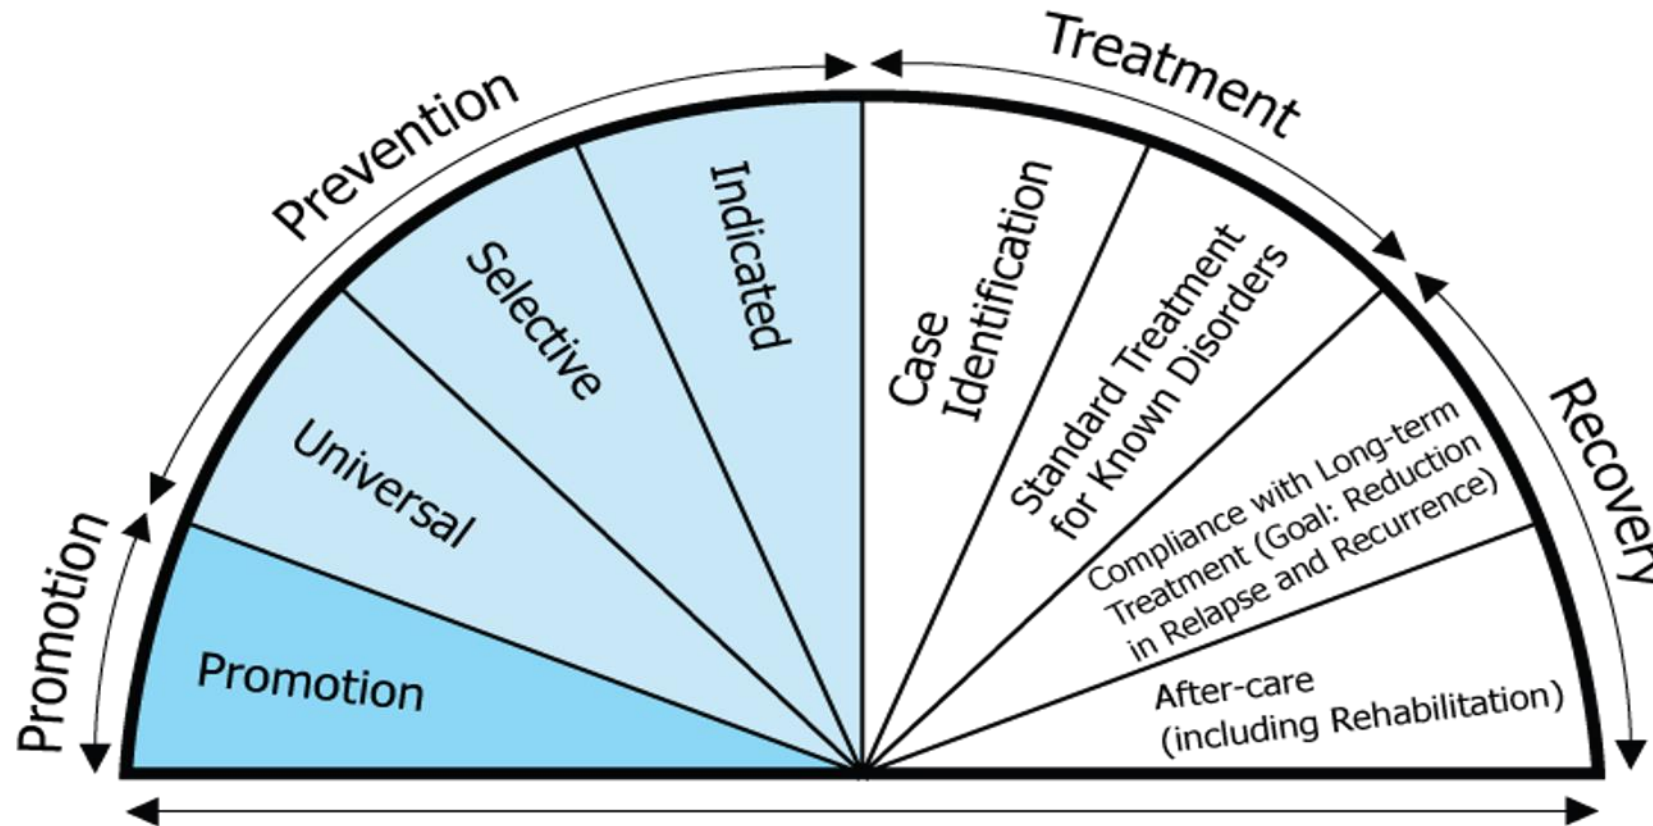 Promotion
Prevention
Treatment
Recovery
Promotion
Universal
Selective
Indicated
Case
Identification
Standard Treatment
for Known Disorders
Compliance with Long-term
Treatment (Goal: Reduction
in Relapse and Recurrence)
After-care
(including Rehabilitation)